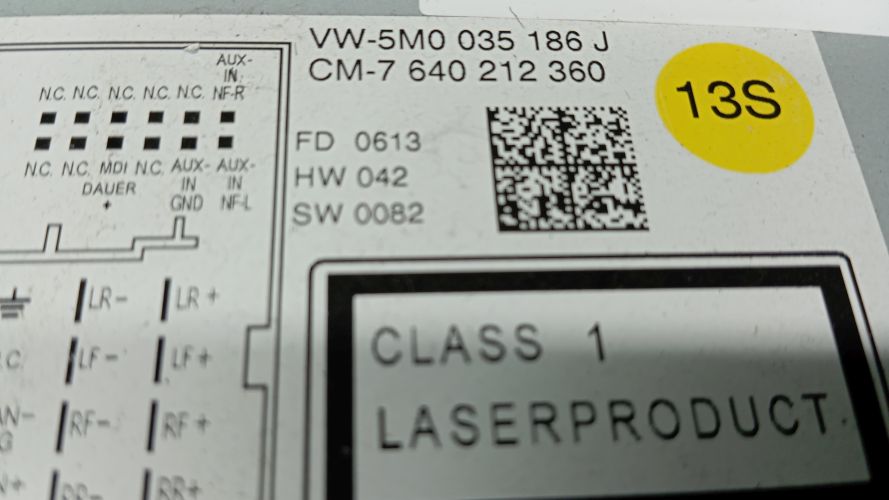 VW-5M0 035 186 J
CM-7 640 212 360
13S
FD 0613
HW 042
SW 0082
AUX-
IN
N.C. N.C. N.C. N.C. N.C. NF-R
N.C. N.C. MDI N.C. AUX- AUX-
DAUER IN IN
+ GND NF-L
LR- LR+
LF- LF+
RF- RF+
RR+
CLASS 1
LASERPRODUCT